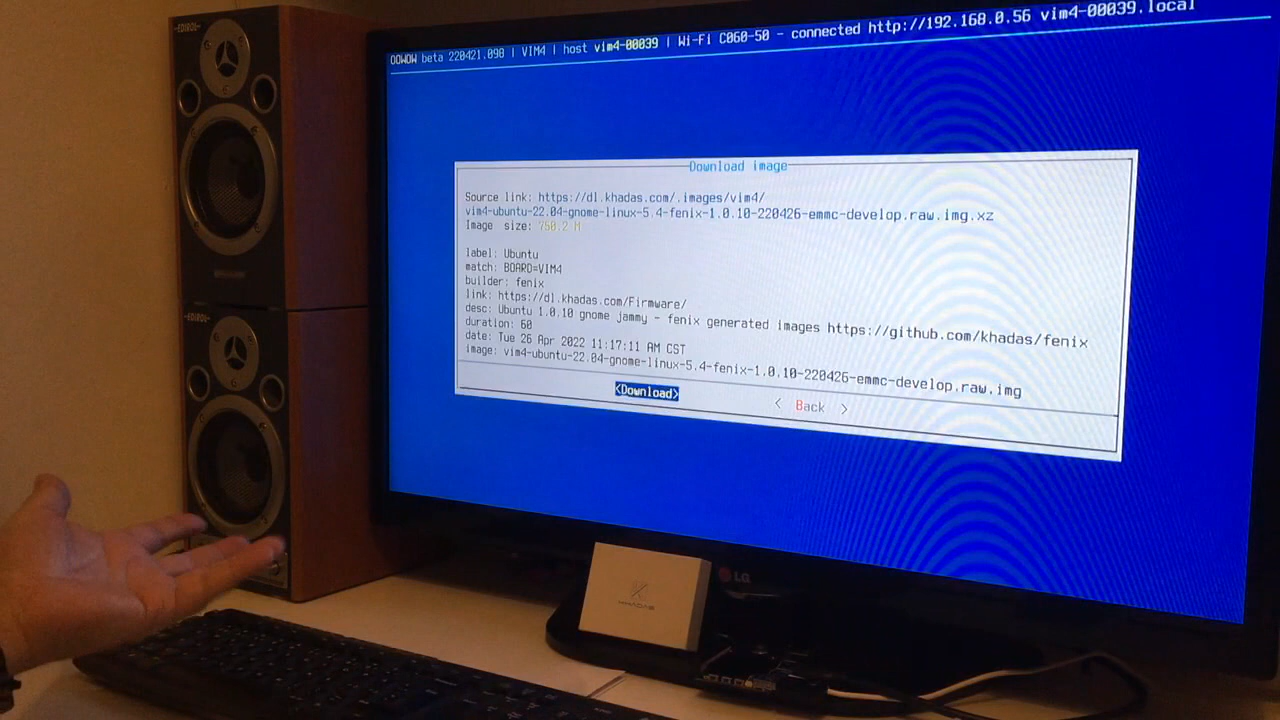 EDIROL
EDIROL
OOWOW beta 220421.098 | VIM4 | host vim4-00039 | Wi-Fi C060-50 - connected http://192.168.0.56 vim4-00039.local
Download image
Source link: https://dl.khadas.com/.images/vim4/
vim4-ubuntu-22.04-gnome-linux-5.4-fenix-1.0.10-220426-emmc-develop.raw.img.xz
Image size: 750.2 M
label: Ubuntu
match: BOARD=VIM4
builder: fenix
link: https://dl.khadas.com/Firmware/
desc: Ubuntu 1.0.10 gnome jammy - fenix generated images https://github.com/khadas/fenix
duration: 60
date: Tue 26 Apr 2022 11:17:11 AM CST
image: vim4-ubuntu-22.04-gnome-linux-5.4-fenix-1.0.10-220426-emmc-develop.raw.img
<Download> < Back >
KHADAS
LG